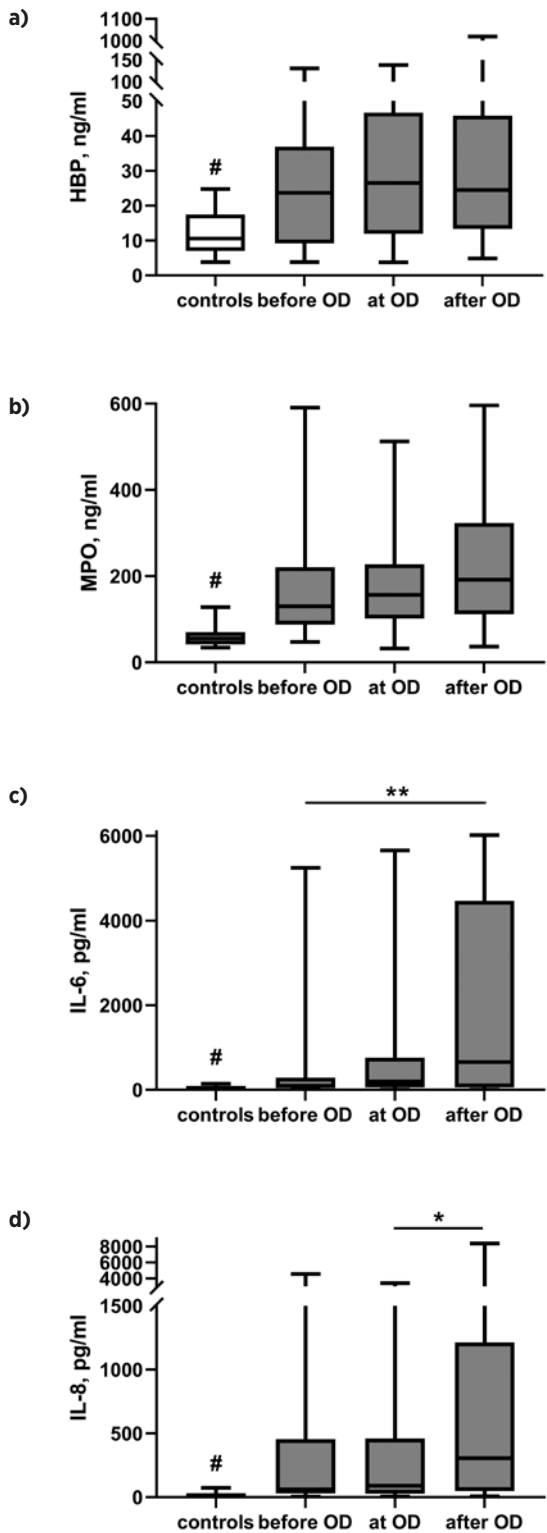 a)
1100
1000
150
100
50
40
30
20
10
0
HBP, ng/ml
#
controls before OD at OD after OD
b)
600
400
200
0
MPO, ng/ml
#
controls before OD at OD after OD
c)
**
6000
4000
2000
0
IL-6, pg/ml
#
controls before OD at OD after OD
d)
*
8000
6000
4000
1500
1000
500
0
IL-8, pg/ml
#
controls before OD at OD after OD